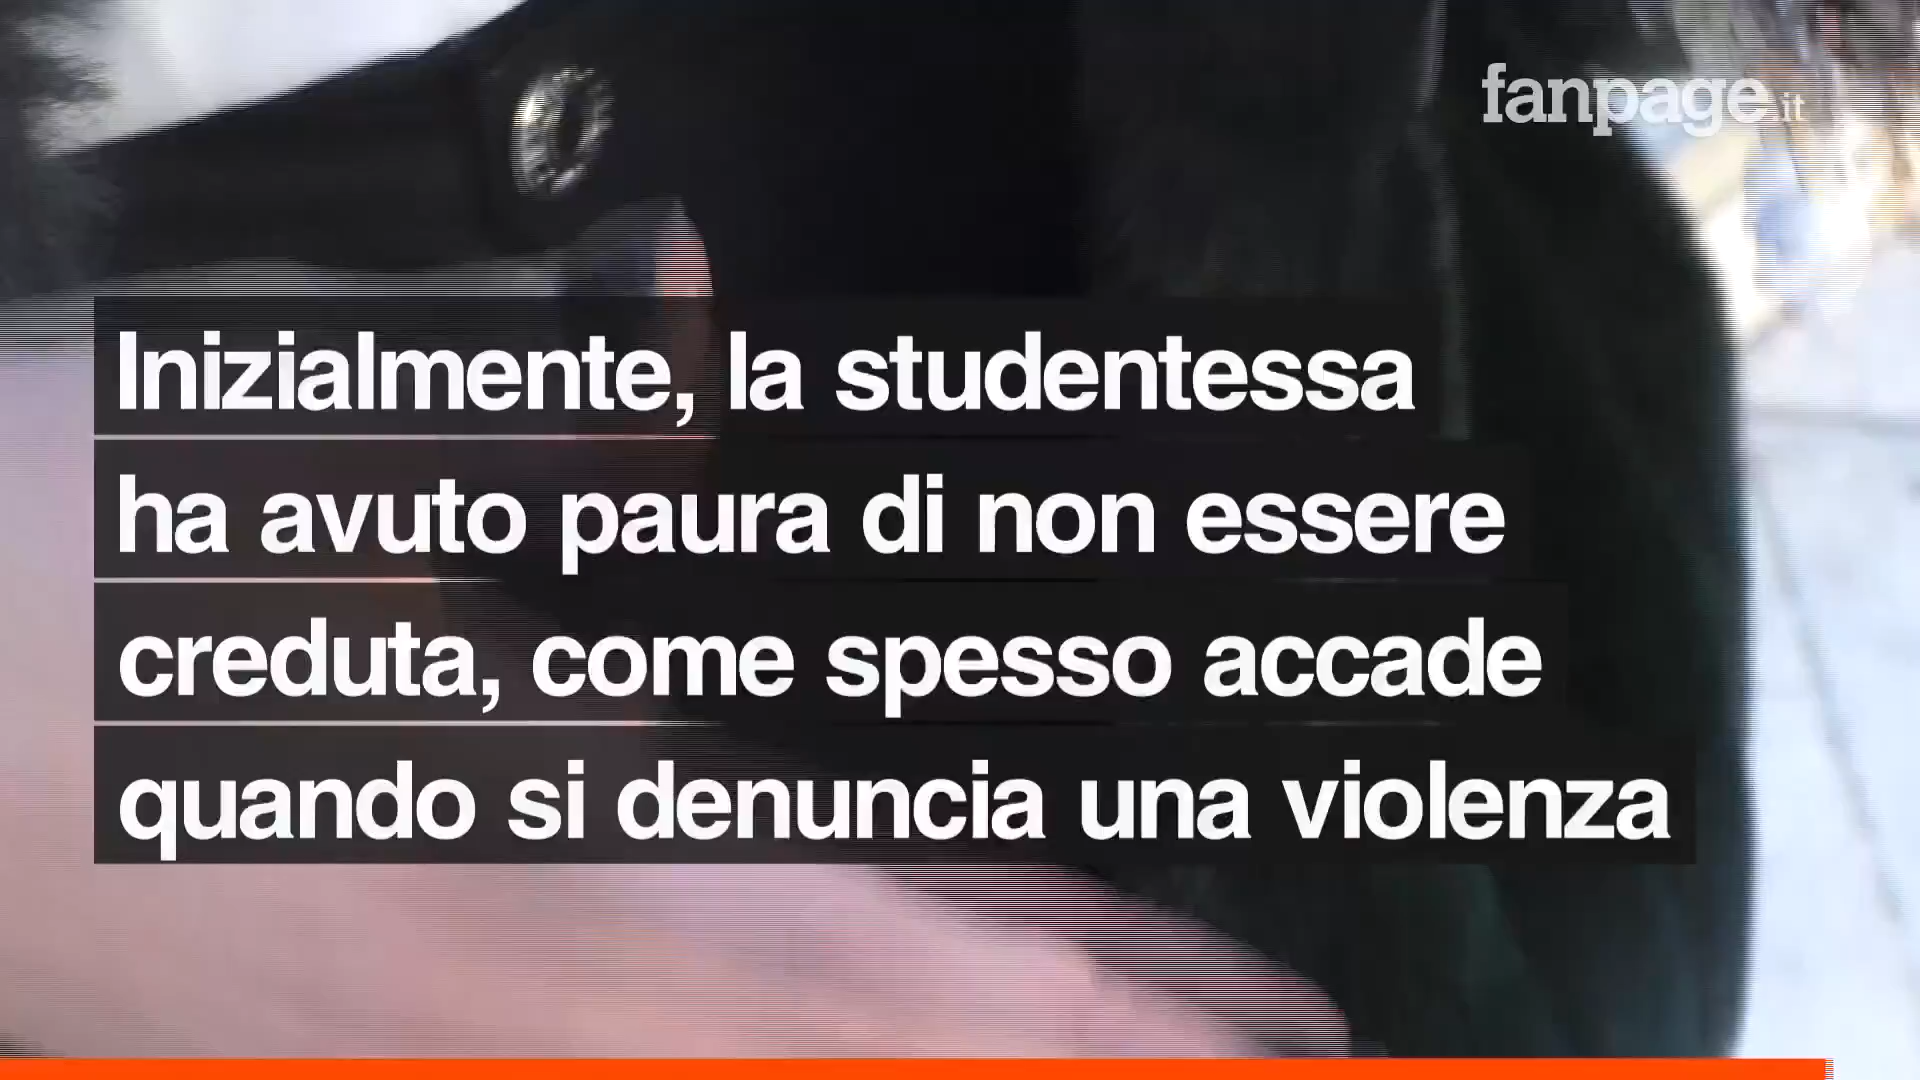 fanpage.it
Inizialmente, la studentessa
ha avuto paura di non essere
creduta, come spesso accade
quando si denuncia una violenza